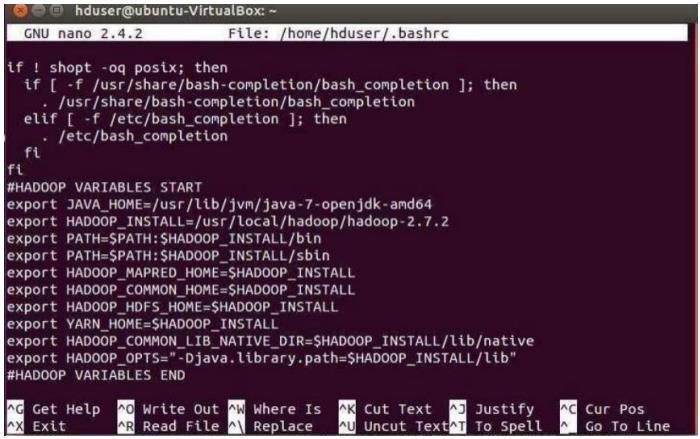 hduser@ubuntu-VirtualBox: ~
GNU nano 2.4.2 File: /home/hduser/.bashrc
if ! shopt -oq posix; then
if [ -f /usr/share/bash-completion/bash_completion ]; then
. /usr/share/bash-completion/bash_completion
elif [ -f /etc/bash_completion ]; then
. /etc/bash_completion
fi
fi
#HADOOP VARIABLES START
export JAVA_HOME=/usr/lib/jvm/java-7-openjdk-amd64
export HADOOP_INSTALL=/usr/local/hadoop/hadoop-2.7.2
export PATH=$PATH:$HADOOP_INSTALL/bin
export PATH=$PATH:$HADOOP_INSTALL/sbin
export HADOOP_MAPRED_HOME=$HADOOP_INSTALL
export HADOOP_COMMON_HOME=$HADOOP_INSTALL
export HADOOP_HDFS_HOME=$HADOOP_INSTALL
export YARN_HOME=$HADOOP_INSTALL
export HADOOP_COMMON_LIB_NATIVE_DIR=$HADOOP_INSTALL/lib/native
export HADOOP_OPTS="-Djava.library.path=$HADOOP_INSTALL/lib"
#HADOOP VARIABLES END
^G Get Help ^O Write Out ^W Where Is ^K Cut Text ^J Justify ^C Cur Pos
^X Exit ^R Read File ^\ Replace ^U Uncut Text ^T To Spell ^_ Go To Line